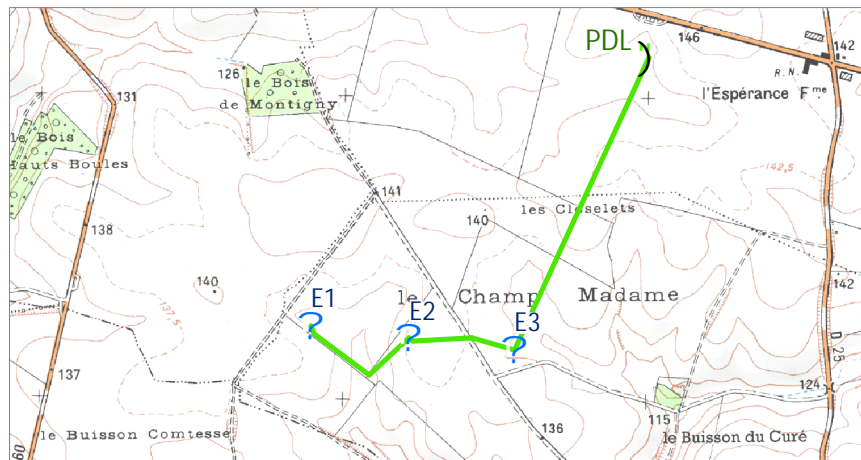 PDL
146
142
R. N.
l'Espérance Fme.
126
le Bois
de Montigny
131
le Bois
Hauts Boules
142,5
141
les Closelets
140
138
140
137,5
E1
E2
E3
le Champ Madame
142
D 25
137
124
115
le Buisson Comtesse
136
le Buisson du Curé
60